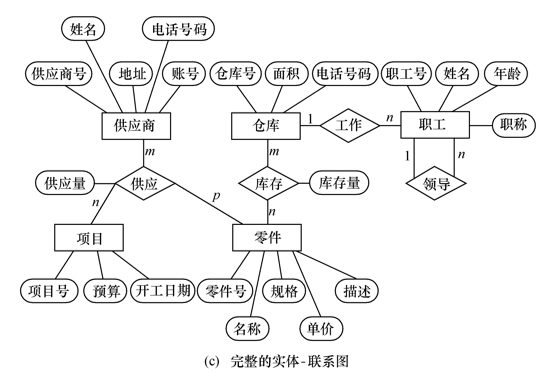 姓名
电话号码
供应商号
地址
账号
仓库号
面积
电话号码
职工号
姓名
年龄
供应商
仓库
1
工作
n
职工
职称
m
m
1
n
供应量
供应
库存
库存量
领导
n
p
n
项目
零件
项目号
预算
开工日期
零件号
规格
描述
名称
单价
(c) 完整的实体-联系图